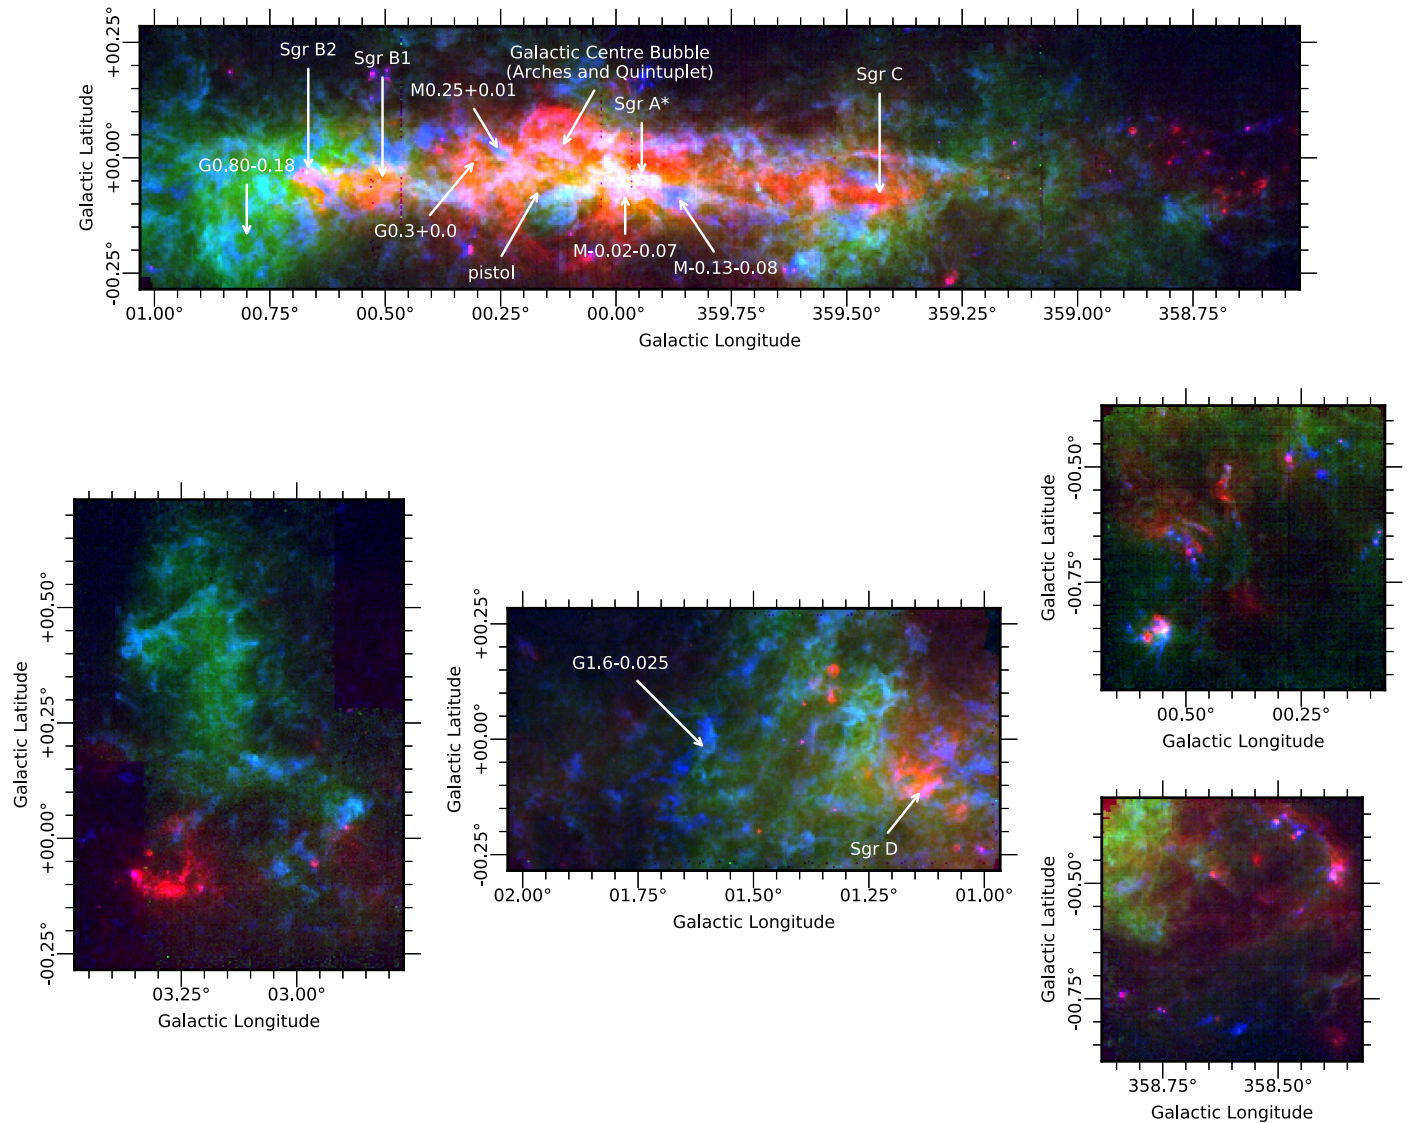 Sgr B2
Sgr B1
Galactic Centre Bubble
(Arches and Quintuplet)
M0.25+0.01
Sgr A*
Sgr C
G0.80-0.18
G0.3+0.0
pistol
M-0.02-0.07
M-0.13-0.08
+00.25°
+00.00°
-00.25°
Galactic Latitude
01.00°
00.75°
00.50°
00.25°
00.00°
359.75°
359.50°
359.25°
359.00°
358.75°
Galactic Longitude
+00.50°
+00.25°
+00.00°
-00.25°
Galactic Latitude
03.25°
03.00°
Galactic Longitude
G1.6-0.025
Sgr D
+00.25°
+00.00°
-00.25°
Galactic Latitude
02.00°
01.75°
01.50°
01.25°
01.00°
Galactic Longitude
-00.50°
-00.75°
Galactic Latitude
00.50°
00.25°
Galactic Longitude
-00.50°
-00.75°
Galactic Latitude
358.75°
358.50°
Galactic Longitude